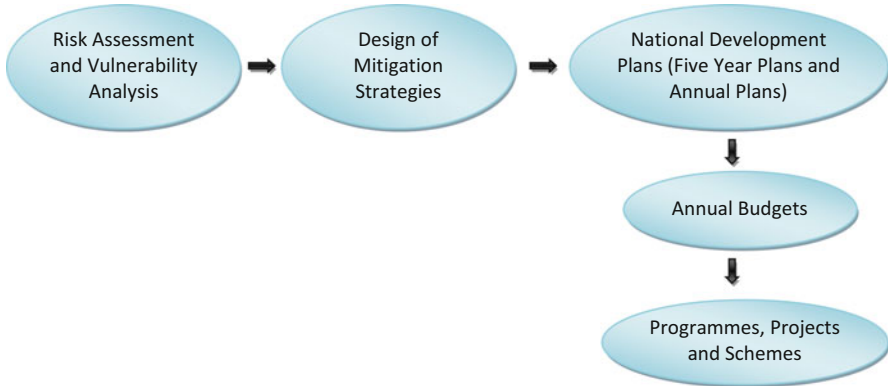 Risk Assessment
and Vulnerability
Analysis
Design of
Mitigation
Strategies
National Development
Plans (Five Year Plans and
Annual Plans)
Annual Budgets
Programmes, Projects
and Schemes